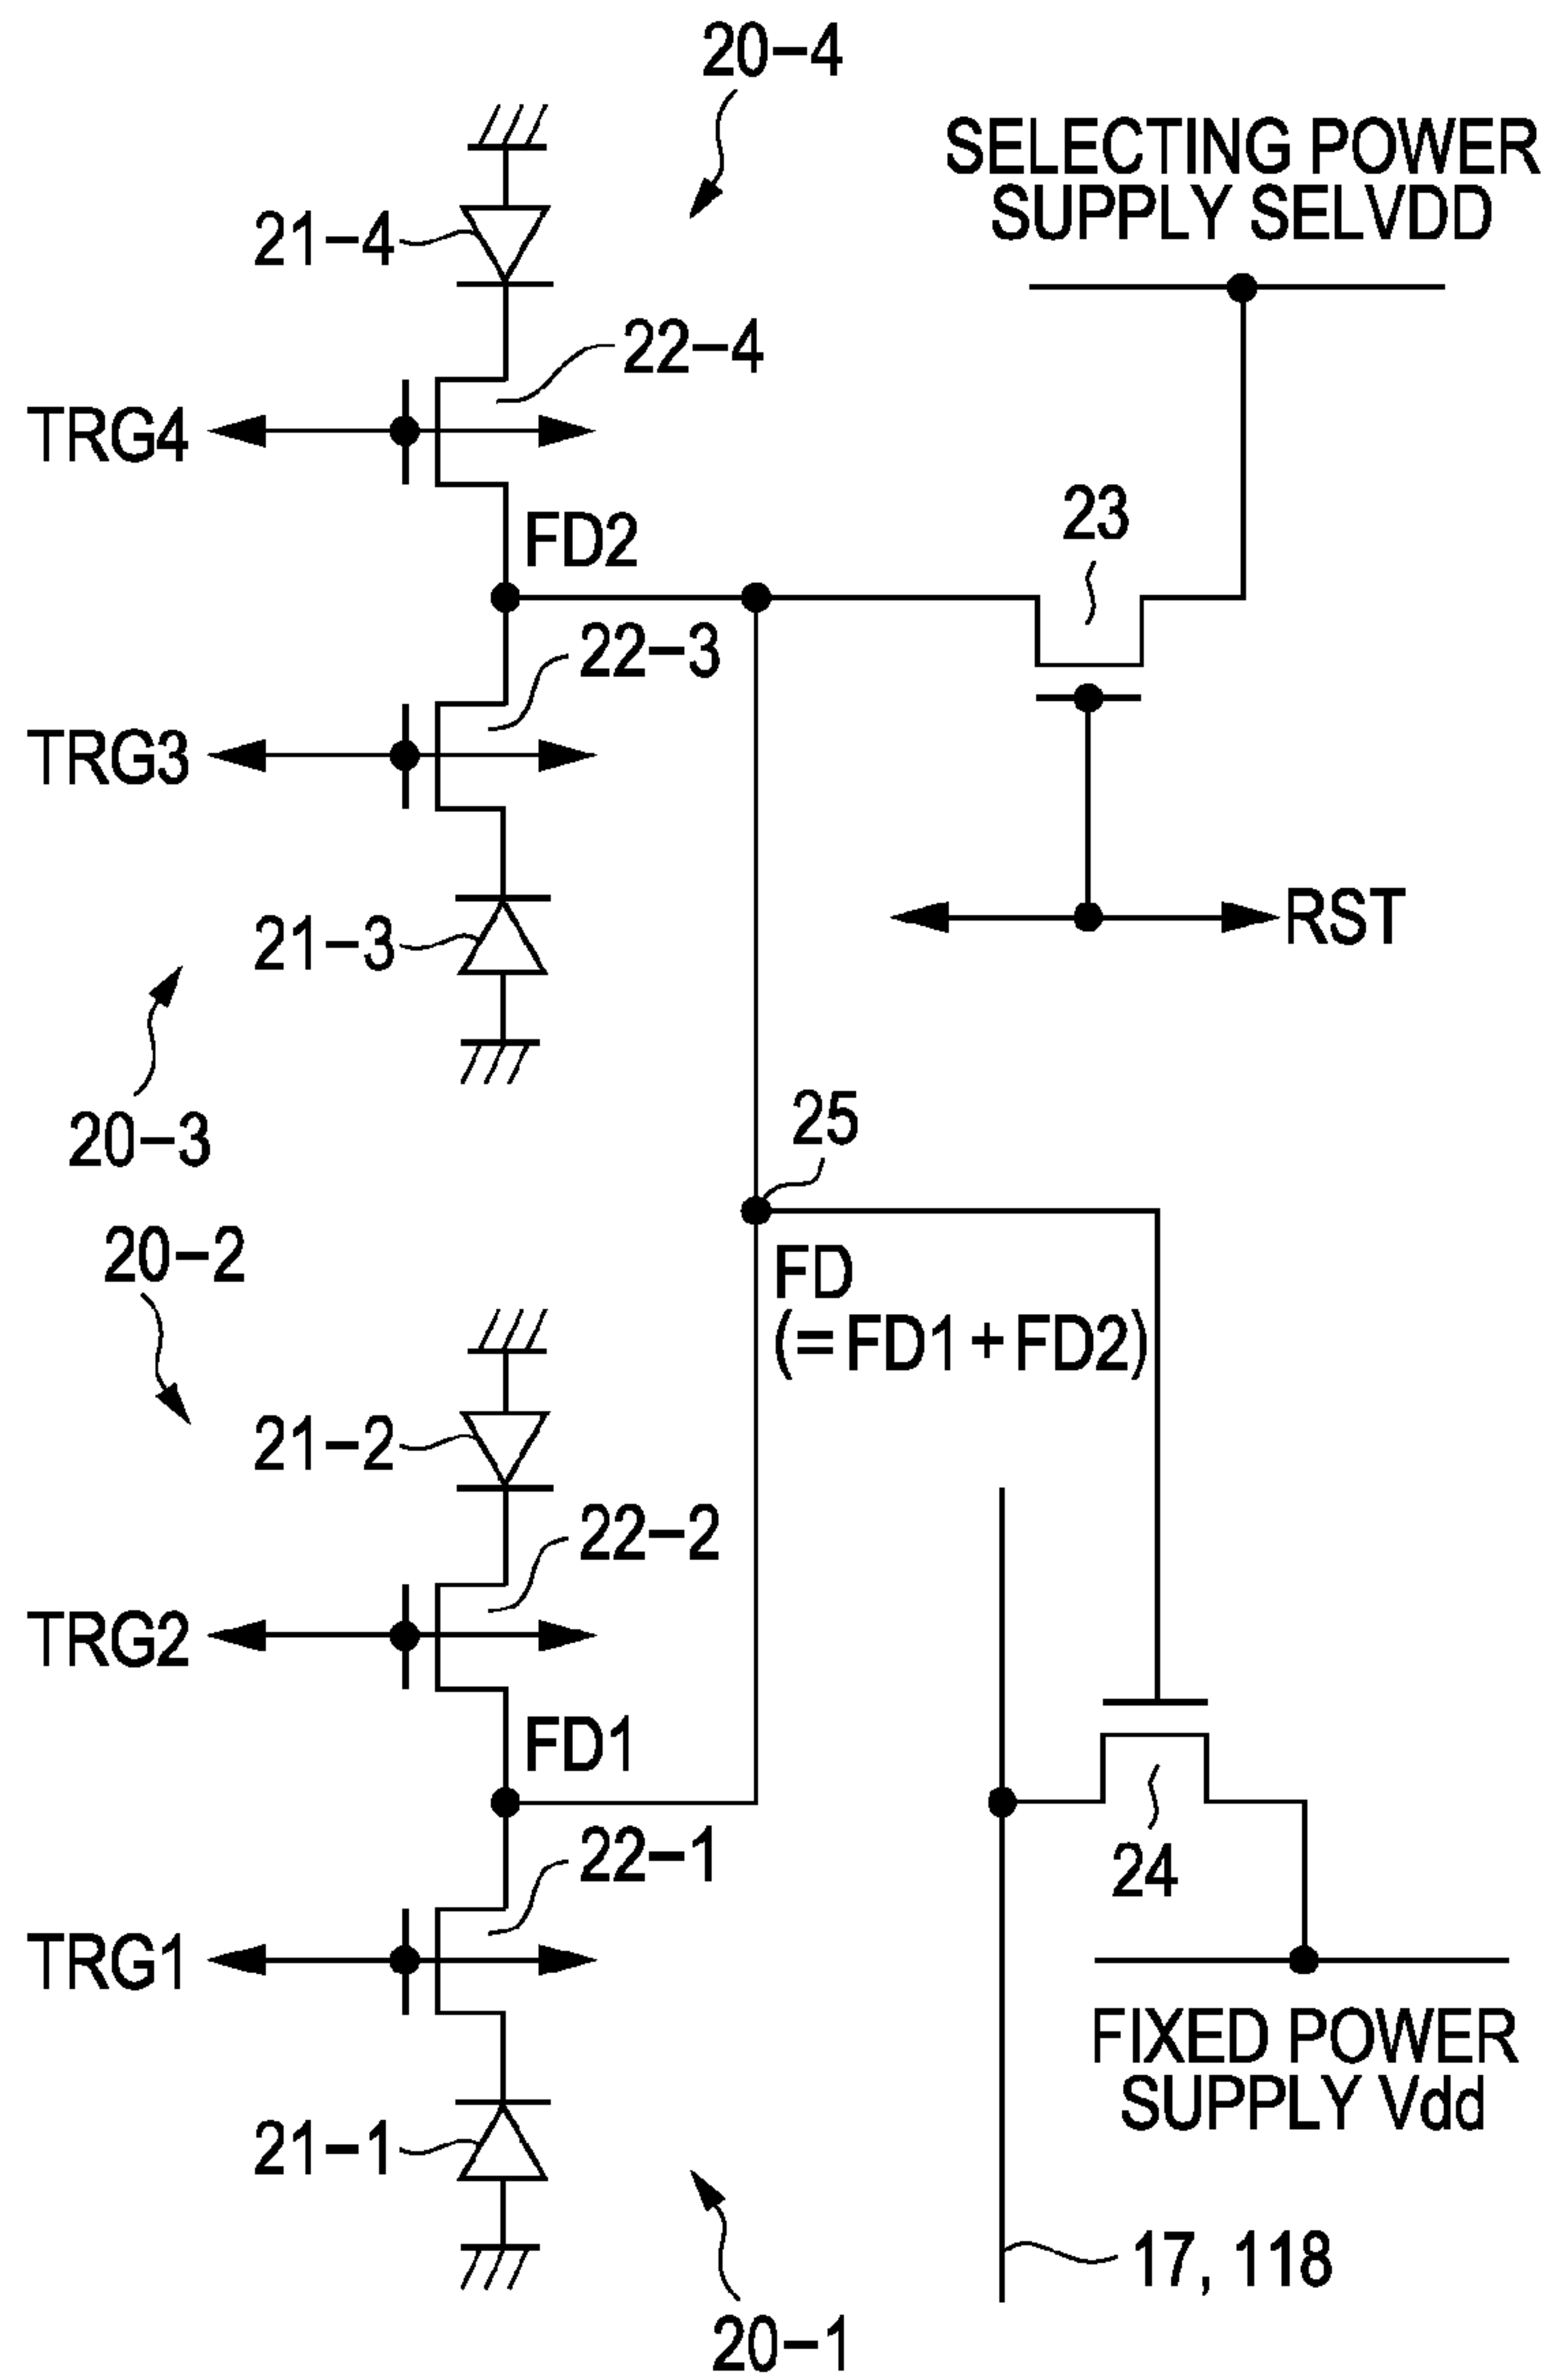 20-4
SELECTING POWER
SUPPLY SELVDD
21-4
22-4
TRG4
23
FD2
22-3
TRG3
RST
21-3
25
20-3
20-2
FD
(= FD1 + FD2)
21-2
22-2
TRG2
FD1
22-1
24
TRG1
FIXED POWER
SUPPLY Vdd
21-1
17, 118
20-1